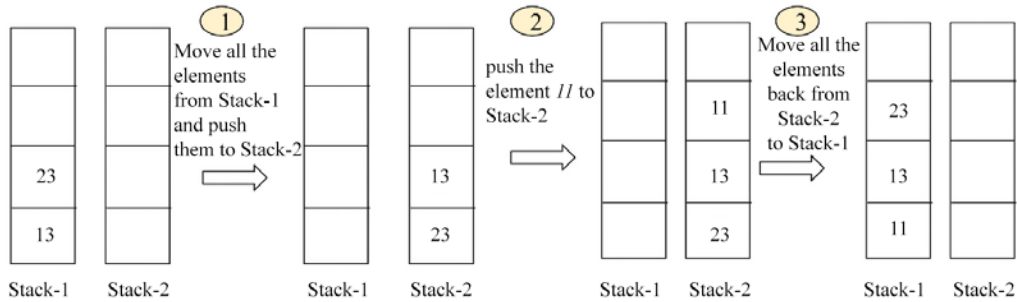 1
Move all the
elements
from Stack-1
and push
them to Stack-2
2
push the
element 11 to
Stack-2
3
Move all the
elements
back from
Stack-2
to Stack-1
23
13
13
23
11
13
23
23
13
11
Stack-1 Stack-2 Stack-1 Stack-2 Stack-1 Stack-2 Stack-1 Stack-2